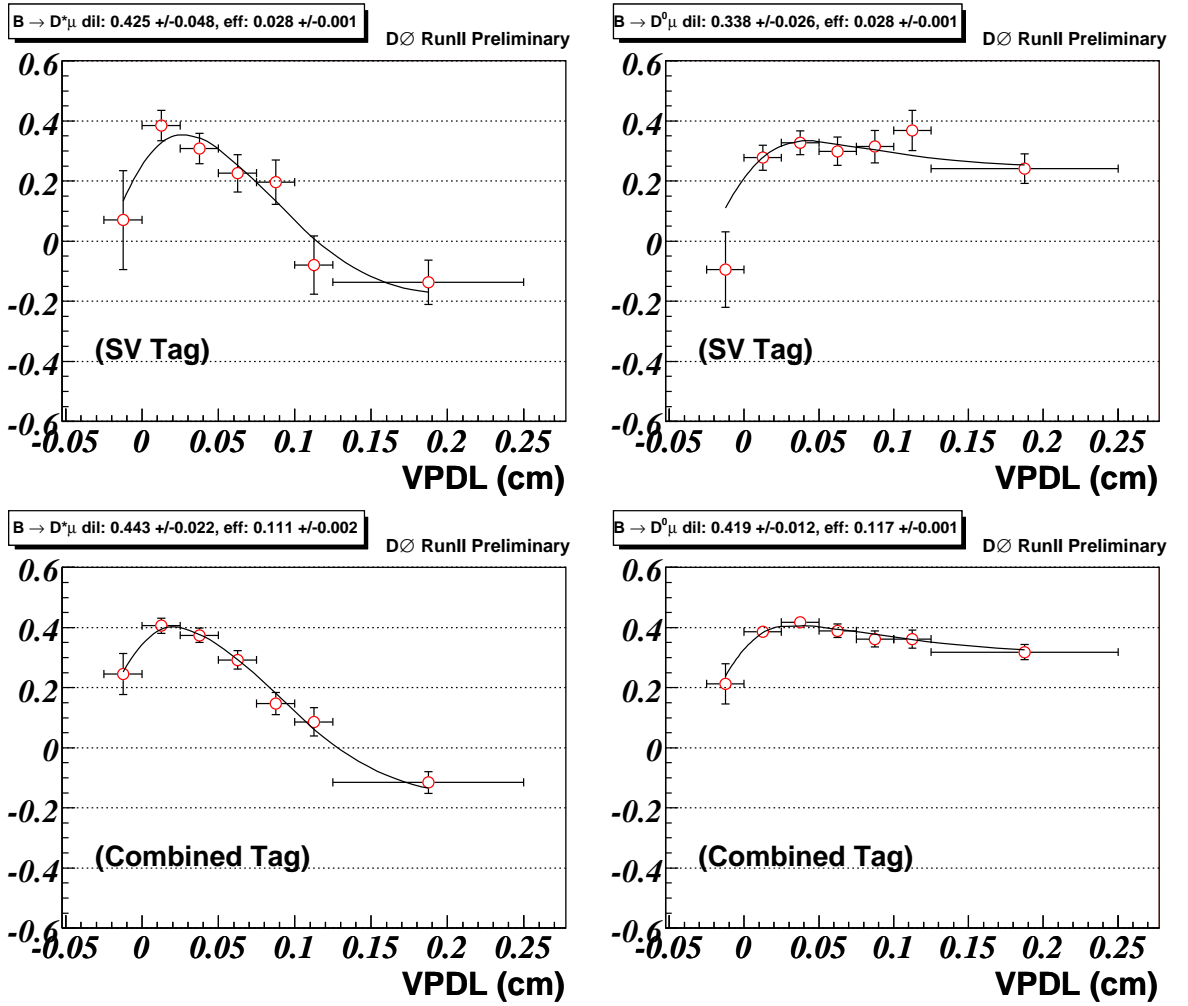 B → D*μ dil: 0.425 +/-0.048, eff: 0.028 +/-0.001
DØ RunII Preliminary
0.6
0.4
0.2
0
-0.2
-0.4
-0.6
(SV Tag)
-0.05 0 0.05 0.1 0.15 0.2 0.25
VPDL (cm)
B → D⁰μ dil: 0.338 +/-0.026, eff: 0.028 +/-0.001
DØ RunII Preliminary
0.6
0.4
0.2
0
-0.2
-0.4
-0.6
(SV Tag)
-0.05 0 0.05 0.1 0.15 0.2 0.25
VPDL (cm)
B → D*μ dil: 0.443 +/-0.022, eff: 0.111 +/-0.002
DØ RunII Preliminary
0.6
0.4
0.2
0
-0.2
-0.4
-0.6
(Combined Tag)
-0.05 0 0.05 0.1 0.15 0.2 0.25
VPDL (cm)
B → D⁰μ dil: 0.419 +/-0.012, eff: 0.117 +/-0.001
DØ RunII Preliminary
0.6
0.4
0.2
0
-0.2
-0.4
-0.6
(Combined Tag)
-0.05 0 0.05 0.1 0.15 0.2 0.25
VPDL (cm)